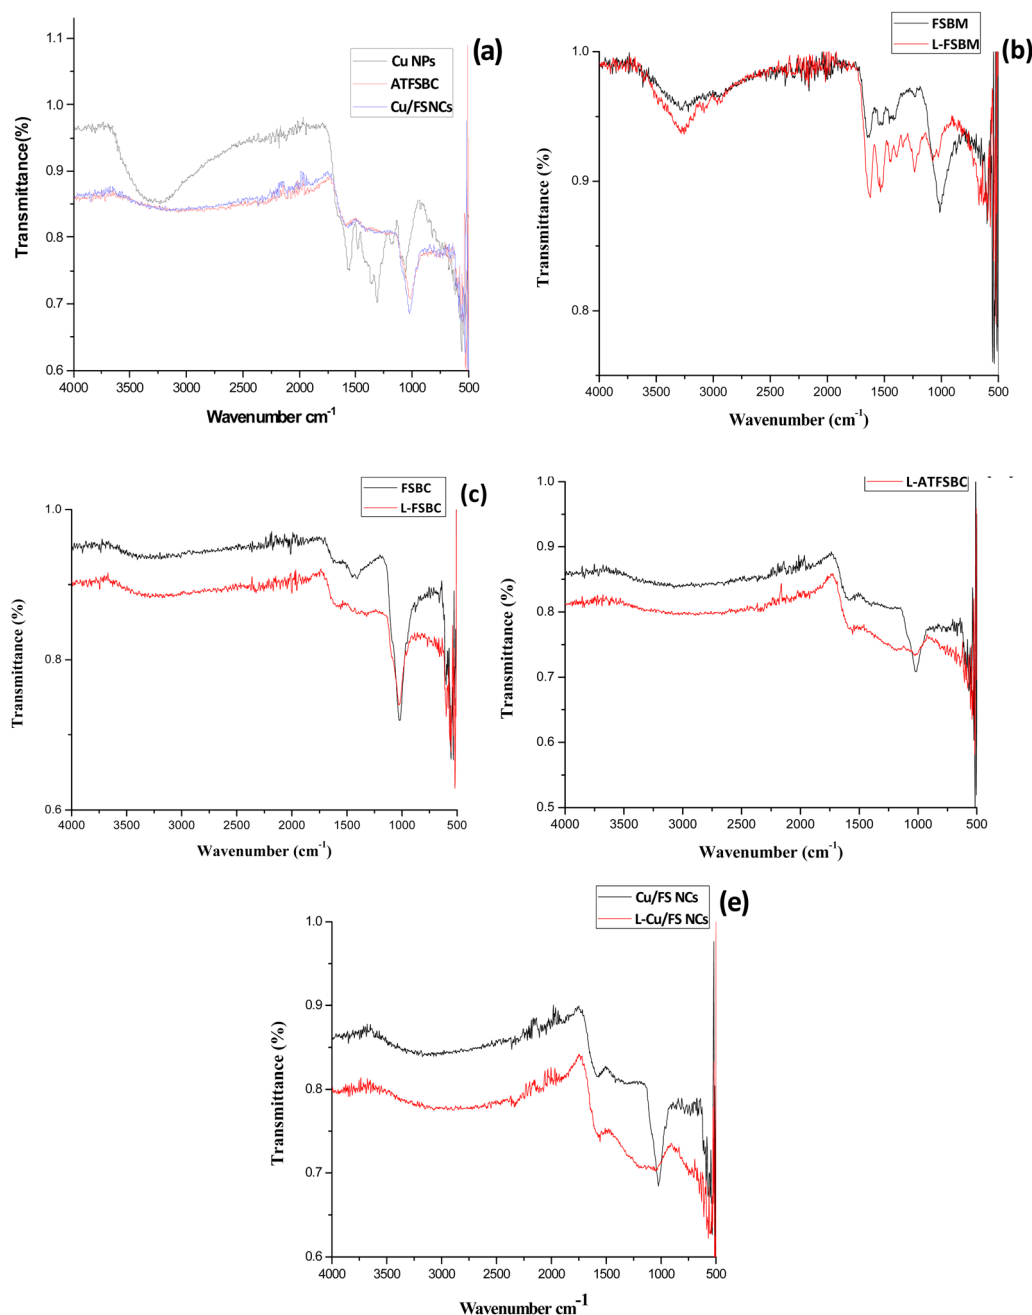 (a)
Cu NPs
ATFSBC
Cu/FSNCs
Transmittance(%)
1.1
1.0
0.9
0.8
0.7
0.6
4000 3500 3000 2500 2000 1500 1000 500
Wavenumber cm-1
(b)
FSBM
L-FSBM
Transmittance (%)
1.0
0.9
0.8
4000 3500 3000 2500 2000 1500 1000 500
Wavenumber (cm-1)
(c)
FSBC
L-FSBC
Transmittance (%)
1.0
0.9
0.8
0.7
0.6
4000 3500 3000 2500 2000 1500 1000 500
Wavenumber (cm-1)
L-ATFSBC
Transmittance (%)
1.0
0.9
0.8
0.7
0.6
0.5
4000 3500 3000 2500 2000 1500 1000 500
Wavenumber (cm-1)
(e)
Cu/FS NCs
L-Cu/FS NCs
Transmittance (%)
1.0
0.9
0.8
0.7
0.6
4000 3500 3000 2500 2000 1500 1000 500
Wavenumber cm-1